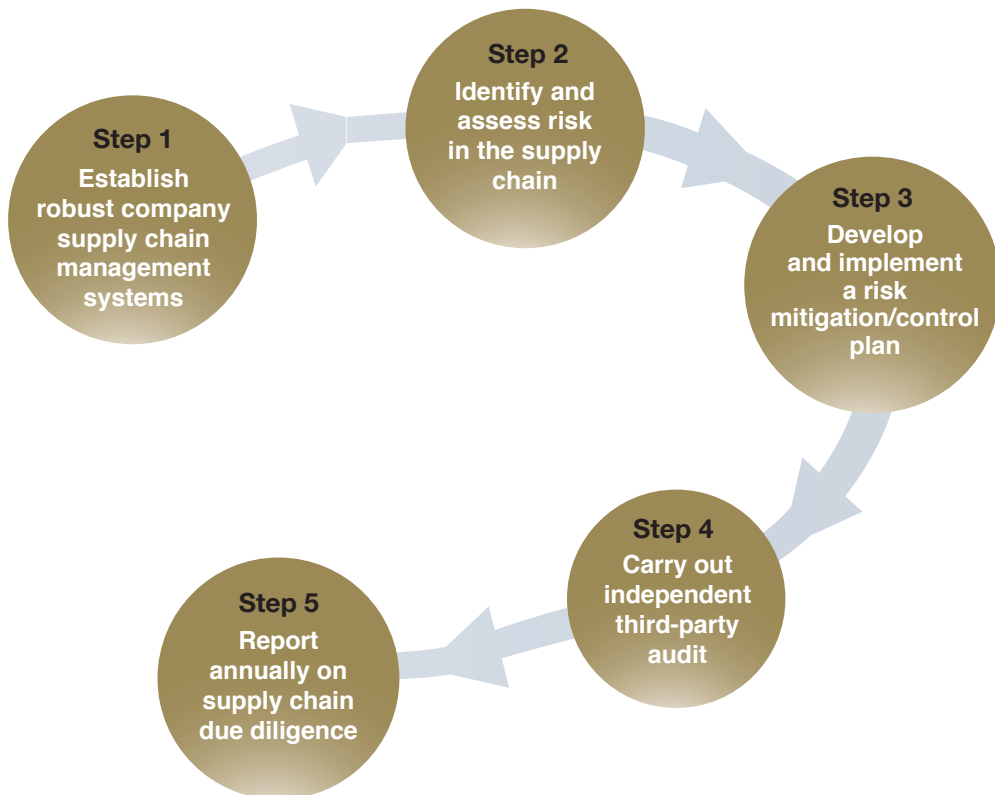 Step 1
Establish
robust company
supply chain
management
systems
Step 2
Identify and
assess risk
in the supply
chain
Step 3
Develop
and implement
a risk
mitigation/control
plan
Step 4
Carry out
independent
third-party
audit
Step 5
Report
annually on
supply chain
due diligence